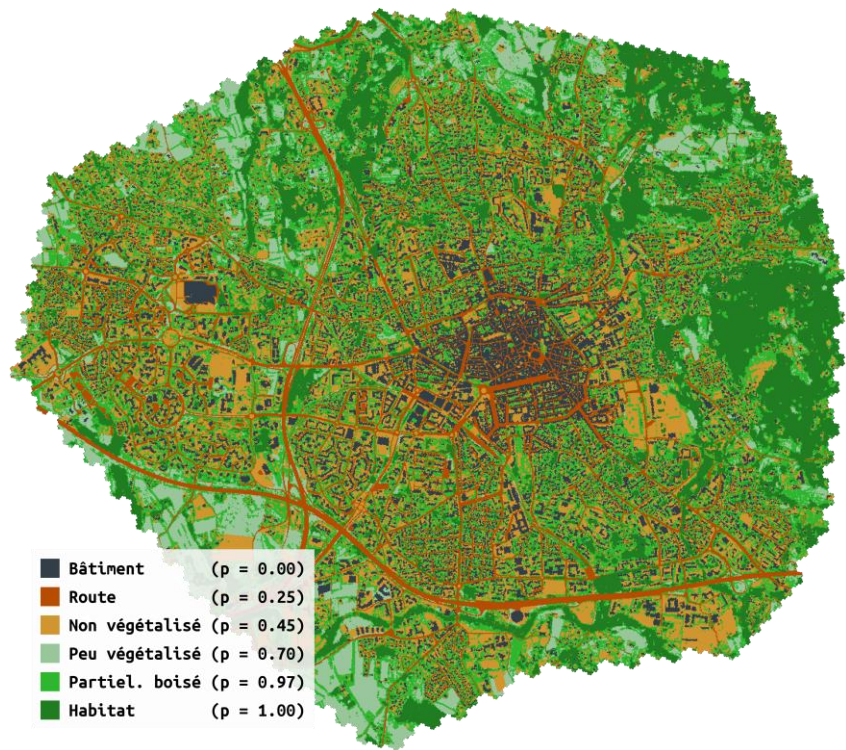 Bâtiment (p = 0.00)
Route (p = 0.25)
Non végétalisé (p = 0.45)
Peu végétalisé (p = 0.70)
Partiel. boisé (p = 0.97)
Habitat (p = 1.00)